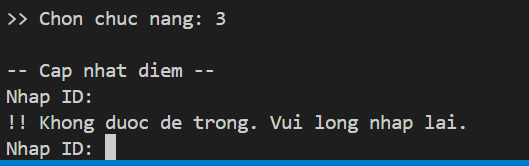 >> Chon chuc nang: 3
-- Cap nhat diem --
Nhap ID:
!! Khong duoc de trong. Vui long nhap lai.
Nhap ID: